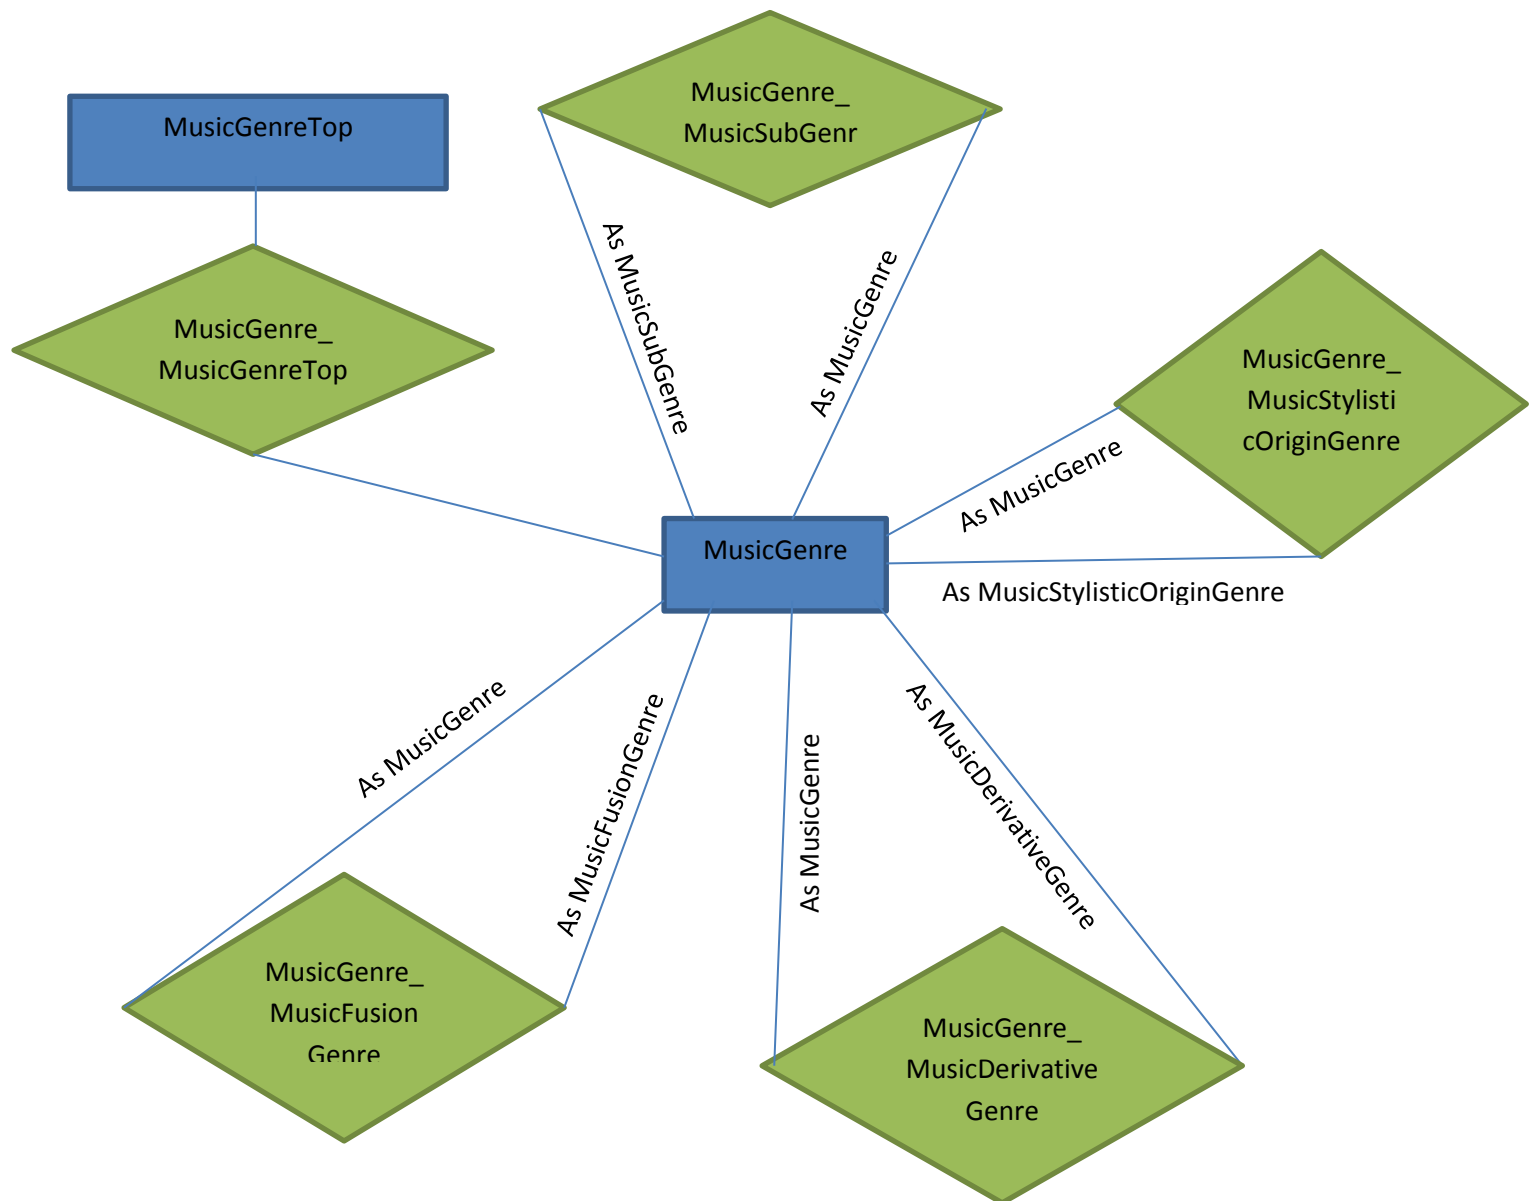 MusicGenre_
MusicSubGenr
MusicGenreTop
As MusicSubGenre
As MusicGenre
MusicGenre_
MusicGenreTop
MusicGenre_
MusicStylisti
cOriginGenre
As MusicGenre
MusicGenre
As MusicStylisticOriginGenre
As MusicGenre
As MusicFusionGenre
As MusicGenre
As MusicDerivativeGenre
MusicGenre_
MusicFusion
Genre
MusicGenre_
MusicDerivative
Genre